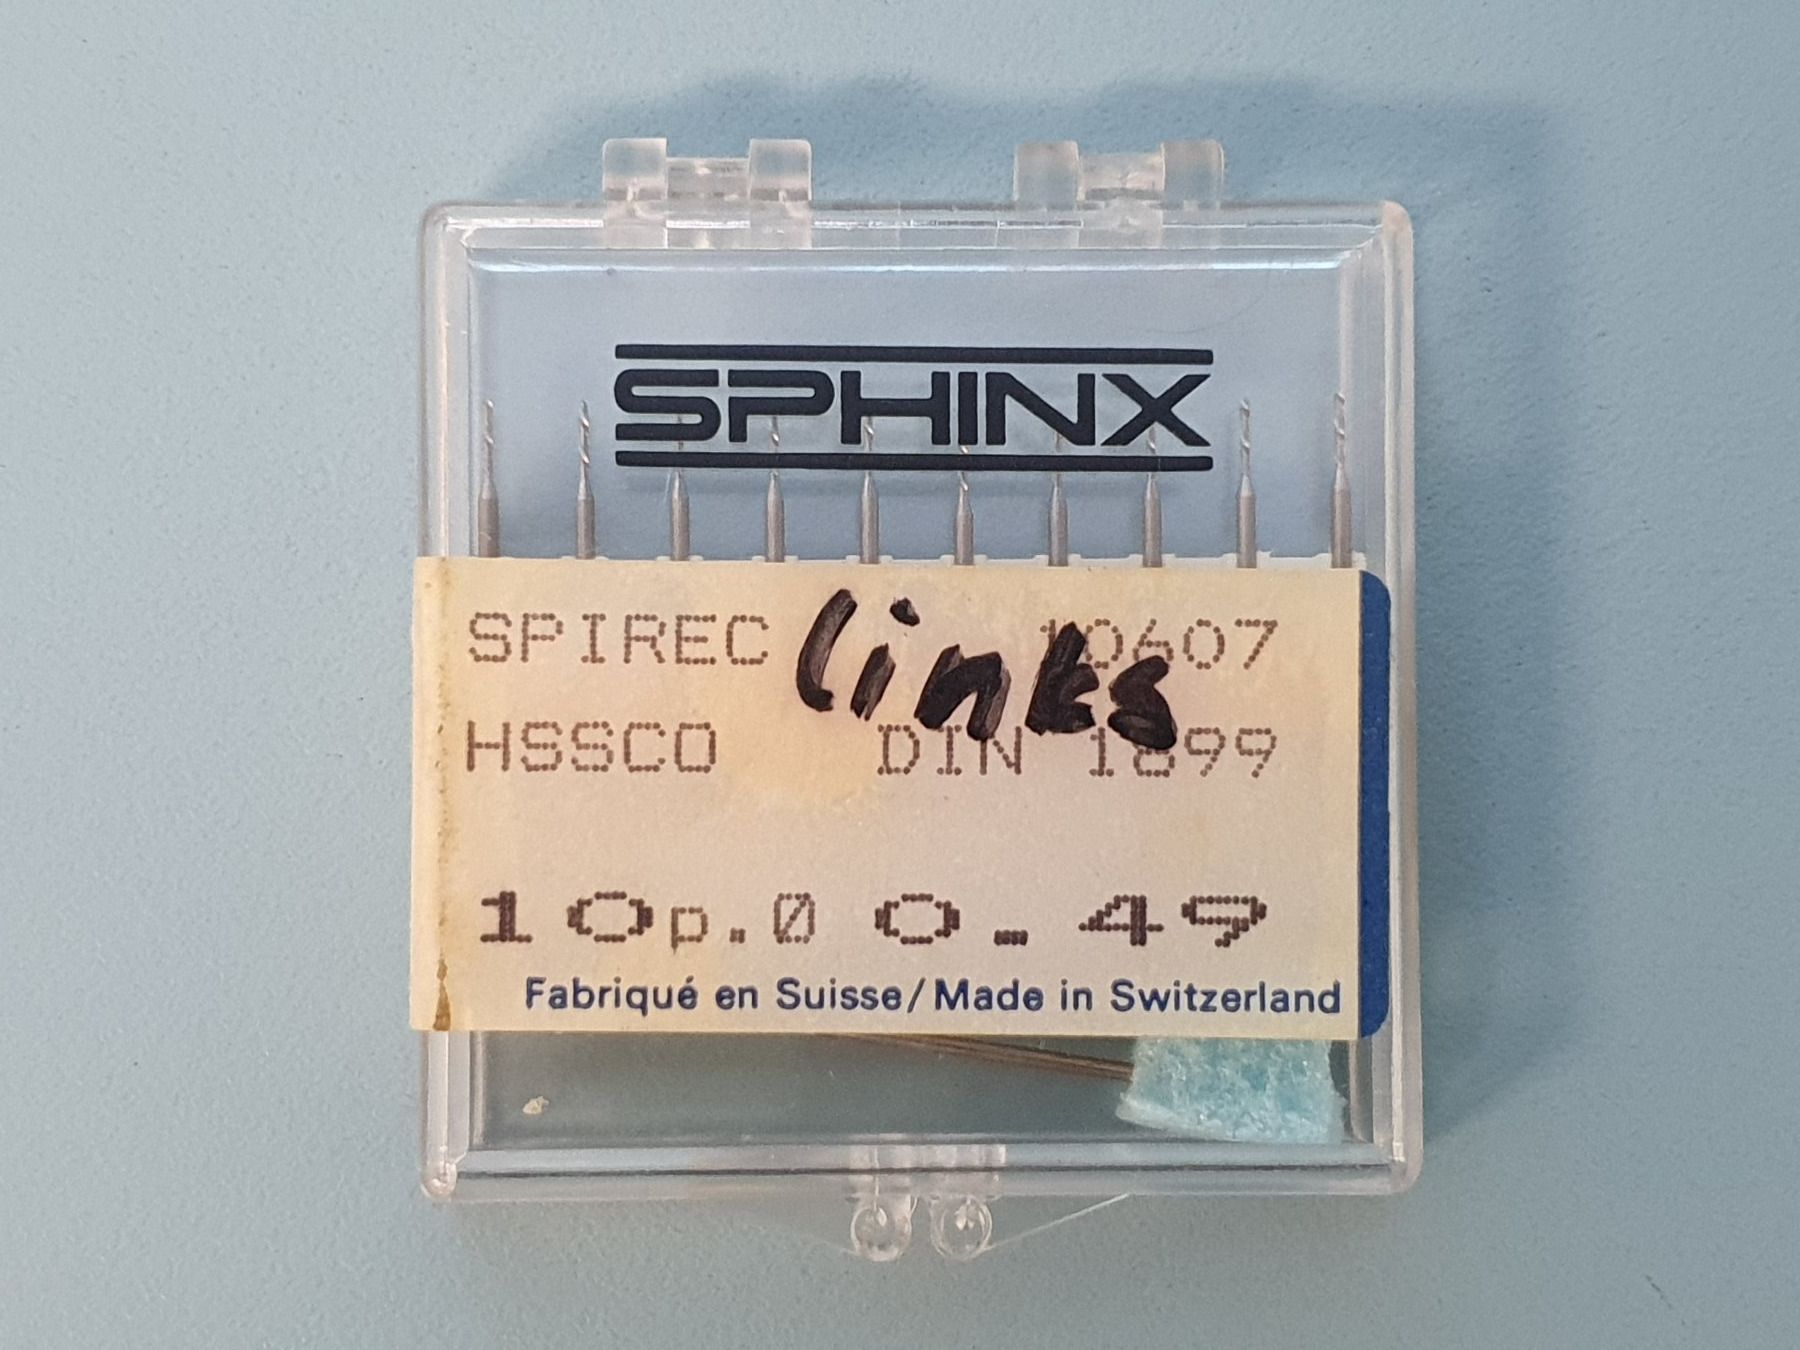 SPHINX
links
SPIREC 10607
HSSCO DIN 1899
10p.Ø 0.49
Fabriqué en Suisse/Made in Switzerland